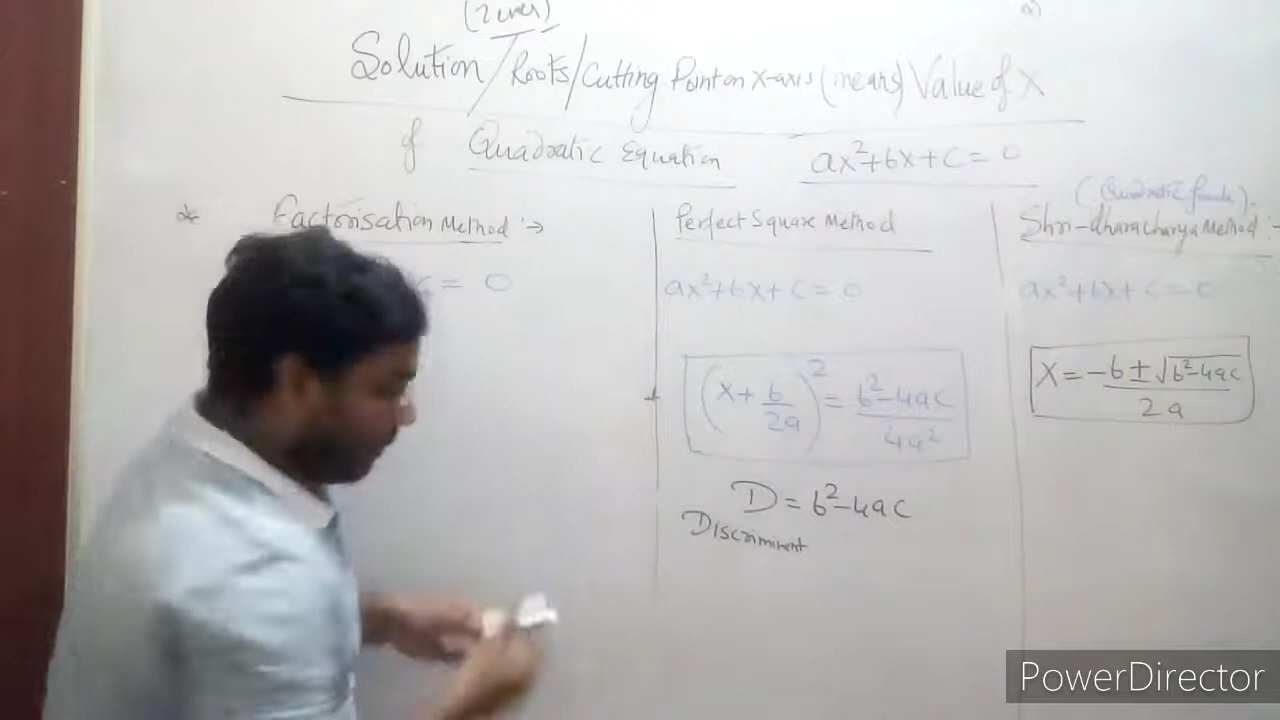 (Zeroes)
Solution/Roots/Cutting Point on X-axis (means) Value of X
of Quadratic Equation ax²+bx+c=0
* Factorisation Method :→
= 0
Perfect Square Method
ax²+bx+c=0
(x+b/2a)²=b²-4ac/4a²
D=b²-4ac
Discriminent
(Quadratic formula)
Shri-dharacharya Method :-
ax²+bx+c=0
X=-b±√b²-4ac/2a
PowerDirector